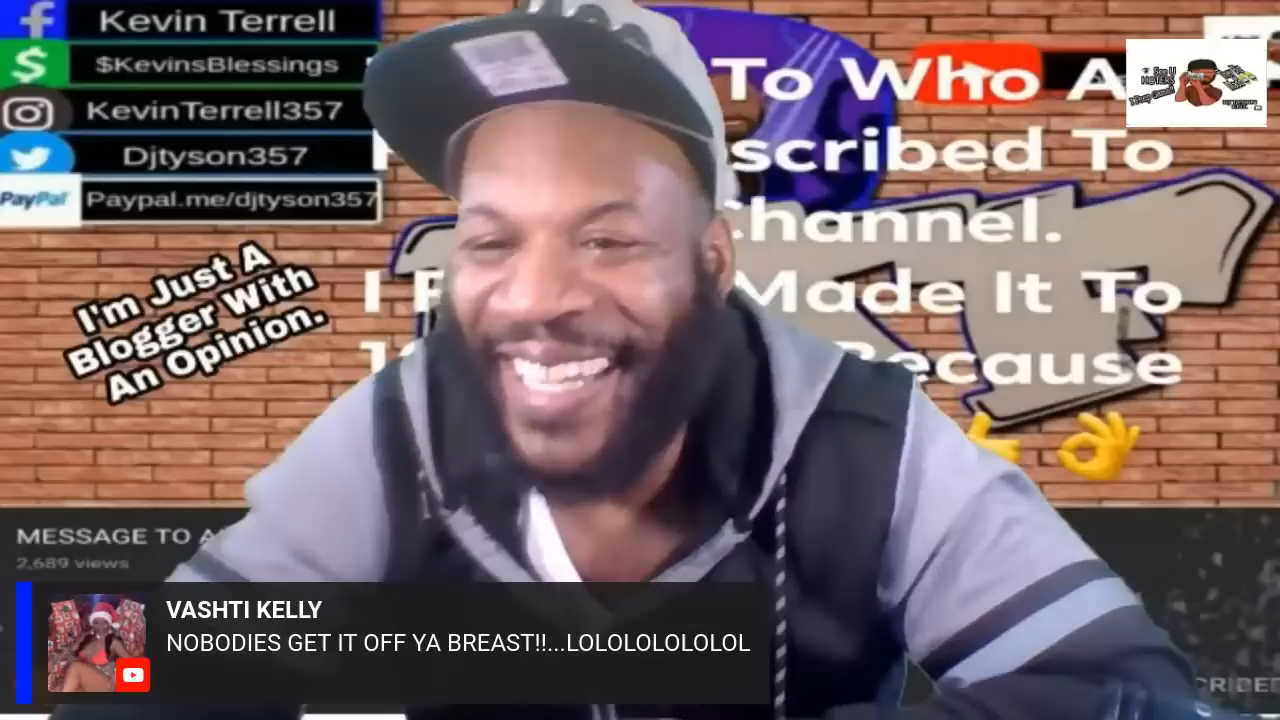 Kevin Terrell
$KevinsBlessings
KevinTerrell357
Djtyson357
PayPal
Paypal.me/djtyson357
To Who A
scribed To
Channel.
I
Made It To
Because
I'm Just A
Blogger With
An Opinion.
MESSAGE TO A
2,689 views
VASHTI KELLY
NOBODIES GET IT OFF YA BREAST!!...LOLOLOLOLOLOL